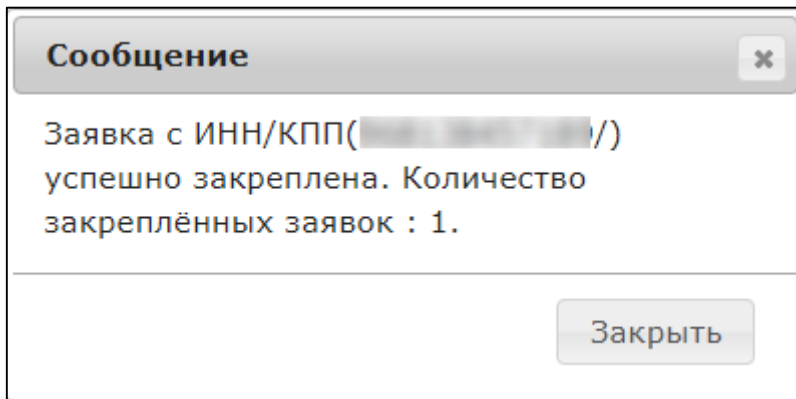 Сообщение
Заявка с ИНН/КПП( /)
успешно закреплена. Количество
закреплённых заявок : 1.
Закрыть